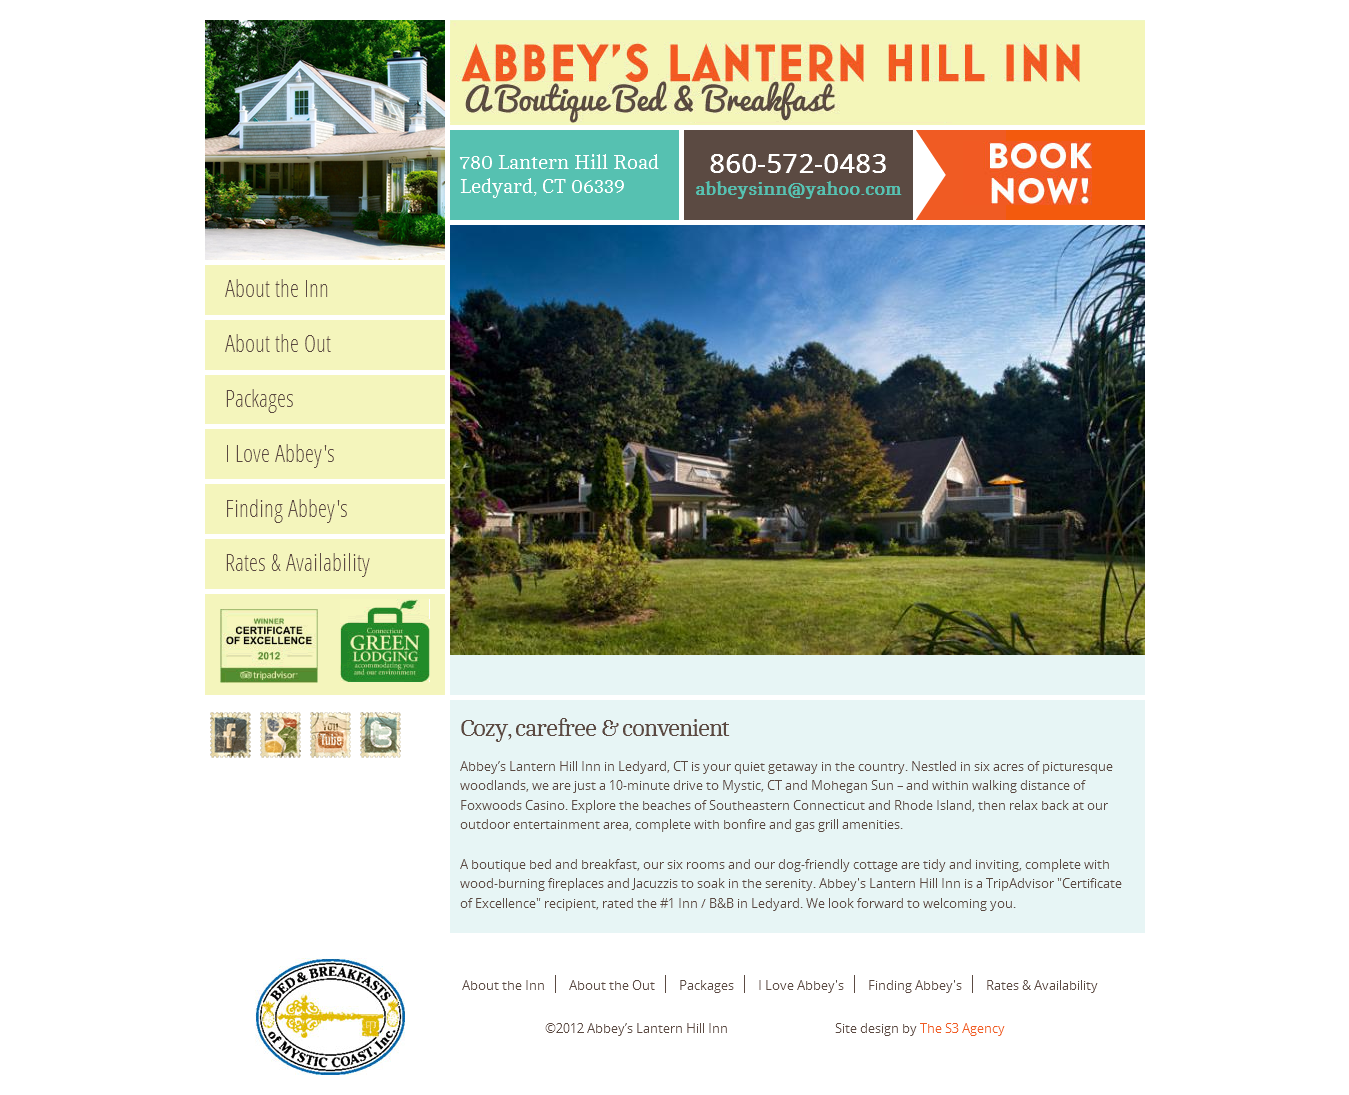 ABBEY'S LANTERN HILL INN
A Boutique Bed & Breakfast
780 Lantern Hill Road
Ledyard, CT 06339
860-572-0483
abbeysinn@yahoo.com
BOOK
NOW!
About the Inn
About the Out
Packages
I Love Abbey's
Finding Abbey's
Rates & Availability
WINNER
CERTIFICATE
OF EXCELLENCE
2012
tripadvisor
Connecticut
GREEN
LODGING
accommodating you
and our environment
f
You
Tube
t
Cozy, carefree & convenient
Abbey’s Lantern Hill Inn in Ledyard, CT is your quiet getaway in the country. Nestled in six acres of picturesque
woodlands, we are just a 10-minute drive to Mystic, CT and Mohegan Sun – and within walking distance of
Foxwoods Casino. Explore the beaches of Southeastern Connecticut and Rhode Island, then relax back at our
outdoor entertainment area, complete with bonfire and gas grill amenities.
A boutique bed and breakfast, our six rooms and our dog-friendly cottage are tidy and inviting, complete with
wood-burning fireplaces and Jacuzzis to soak in the serenity. Abbey's Lantern Hill Inn is a TripAdvisor "Certificate
of Excellence" recipient, rated the #1 Inn / B&B in Ledyard. We look forward to welcoming you.
BED & BREAKFASTS
of MYSTIC COAST, Inc.
About the Inn | About the Out | Packages | I Love Abbey's | Finding Abbey's | Rates & Availability
©2012 Abbey’s Lantern Hill Inn
Site design by The S3 Agency